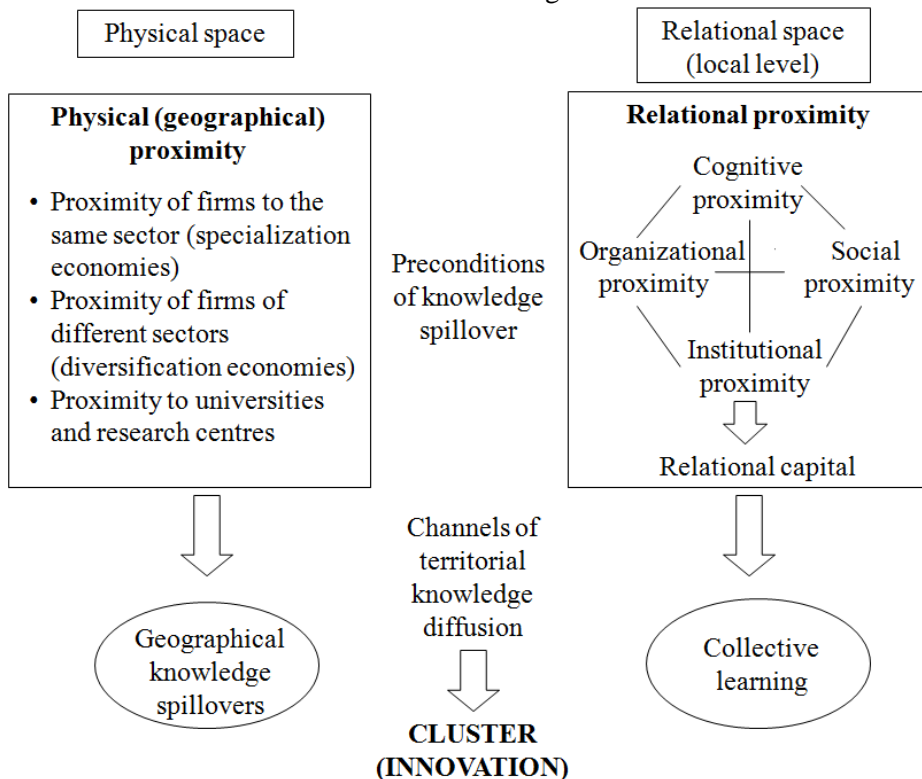 Physical space
Relational space
(local level)
Physical (geographical)
proximity
• Proximity of firms to the
same sector (specialization
economies)
• Proximity of firms of
different sectors
(diversification economies)
• Proximity to universities
and research centres
Preconditions
of knowledge
spillover
Relational proximity
Cognitive
proximity
Organizational
proximity
Social
proximity
Institutional
proximity
Relational capital
Channels of
territorial
knowledge
diffusion
Geographical
knowledge
spillovers
Collective
learning
CLUSTER
(INNOVATION)